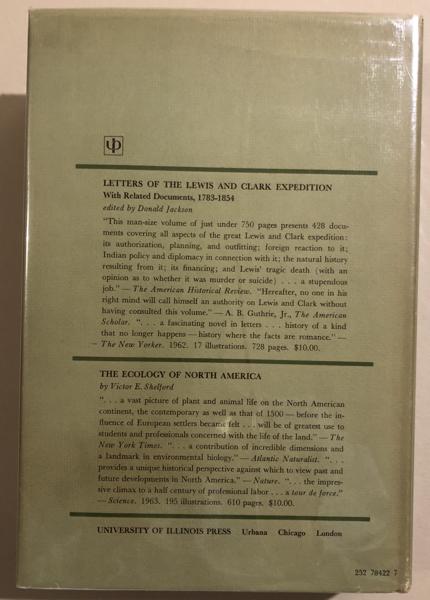 LETTERS OF THE LEWIS AND CLARK EXPEDITION
With Related Documents, 1783-1854
edited by Donald Jackson
"This man-size volume of just under 750 pages presents 428 docu-
ments covering all aspects of the great Lewis and Clark expedition:
its authorization, planning, and outfitting; foreign reaction to it;
Indian policy and diplomacy in connection with it; the natural history
resulting from it; its financing; and Lewis' tragic death (with an
opinion as to whether it was murder or suicide) . . . a stupendous
job." — The American Historical Review. "Hereafter, no one in his
right mind will call himself an authority on Lewis and Clark without
having consulted this volume." — A. B. Guthrie, Jr., The American
Scholar. ". . . a fascinating novel in letters . . . history of a kind
that no longer happens — history where the facts are romance." —
— The New Yorker. 1962. 17 illustrations. 728 pages. $10.00.
THE ECOLOGY OF NORTH AMERICA
by Victor E. Shelford
". . . a vast picture of plant and animal life on the North American
continent, the contemporary as well as that of 1500 — before the in-
fluence of European settlers became felt . . . will be of greatest use to
students and professionals concerned with the life of the land." — The
New York Times. ". . . a contribution of incredible dimensions and
a landmark in environmental biology." — Atlantic Naturalist. ". . .
provides a unique historical perspective against which to view past and
future developments in North America." — Nature. ". . . the impres-
sive climax to a half century of professional labor . . . a tour de force."
— Science. 1963. 195 illustrations. 610 pages. $10.00.
UNIVERSITY OF ILLINOIS PRESS Urbana Chicago London
252 78422 7